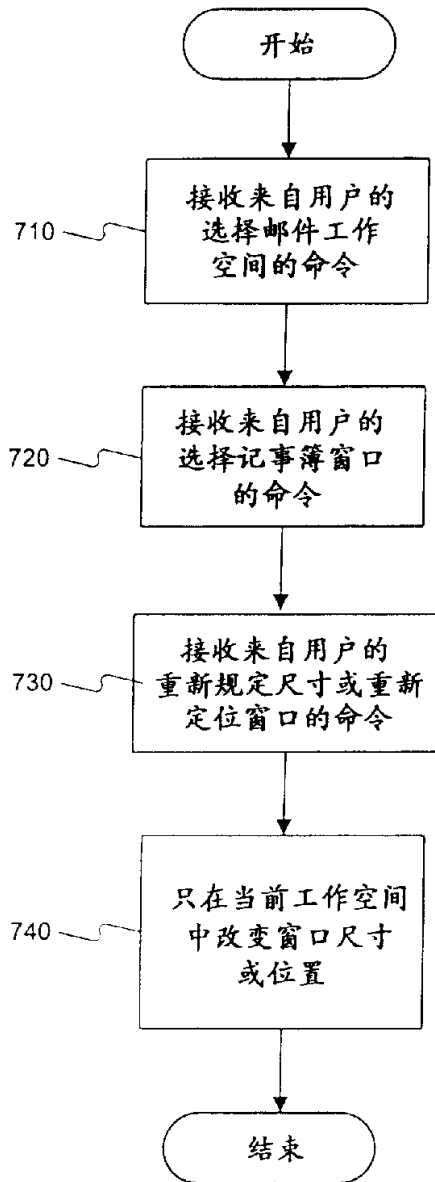 开始
710
接收来自用户的
选择邮件工作
空间的命令
720
接收来自用户的
选择记事簿窗口
的命令
730
接收来自用户的
重新规定尺寸或重新
定位窗口的命令
740
只在当前工作空间
中改变窗口尺寸
或位置
结束